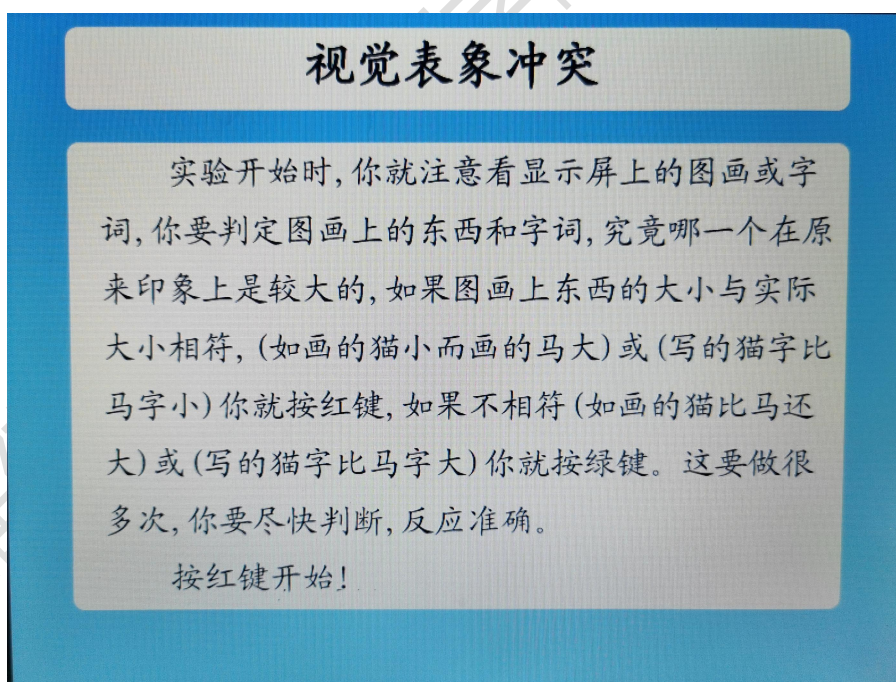 视觉表象冲突
实验开始时,你就注意看显示屏上的图画或字
词,你要判定图画上的东西和字词,究竟哪一个在原
来印象上是较大的,如果图画上东西的大小与实际
大小相符,(如画的猫小而画的马大)或(写的猫字比
马字小)你就按红键,如果不相符(如画的猫比马还
大)或(写的猫字比马字大)你就按绿键。这要做很
多次,你要尽快判断,反应准确。
按红键开始!